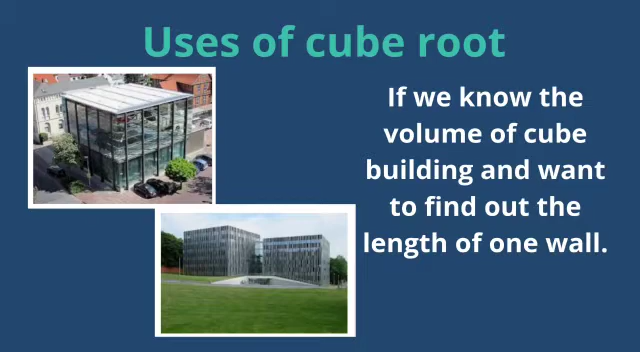 Uses of cube root
If we know the
volume of cube
building and want
to find out the
length of one wall.